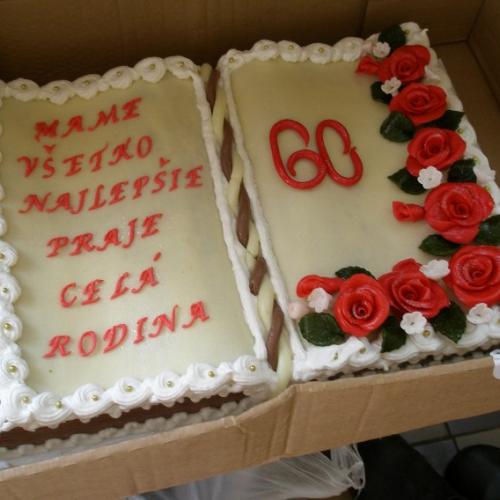 MAME
VŠETKO
NAJLEPŠIE
PRAJE
CELÁ
RODINA
60